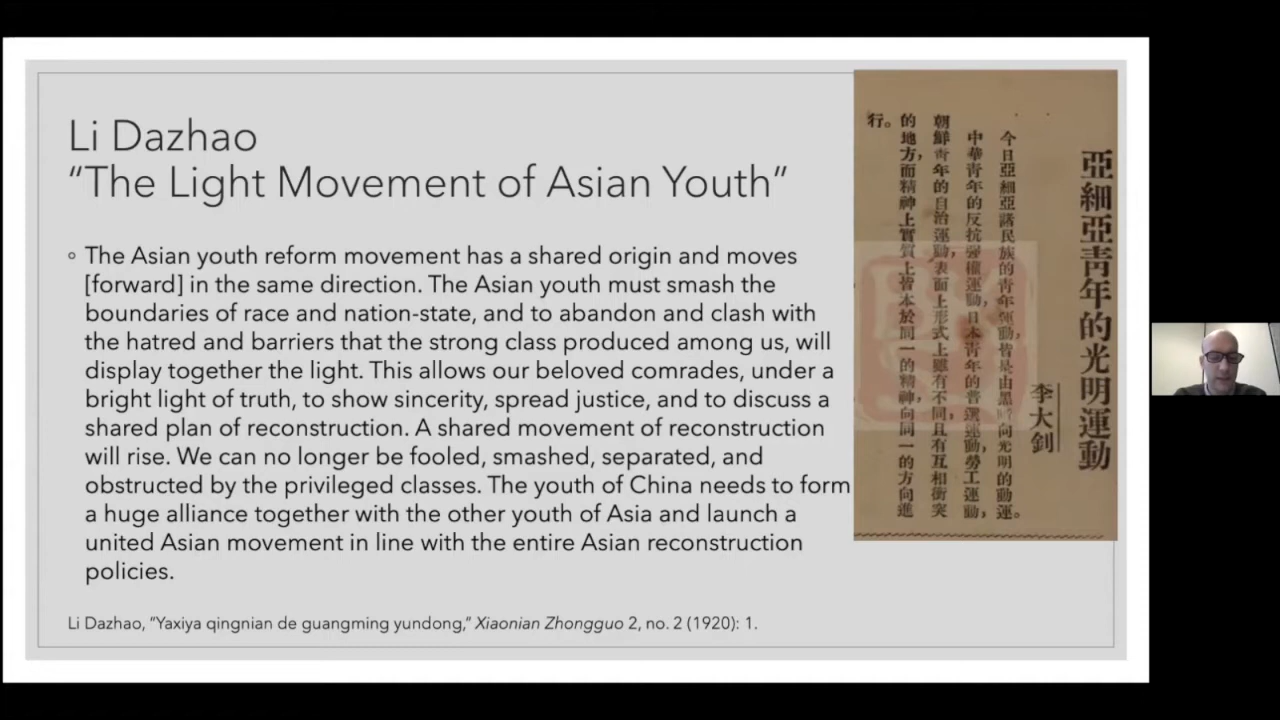 Li Dazhao
“The Light Movement of Asian Youth”
◦ The Asian youth reform movement has a shared origin and moves
[forward] in the same direction. The Asian youth must smash the
boundaries of race and nation-state, and to abandon and clash with
the hatred and barriers that the strong class produced among us, will
display together the light. This allows our beloved comrades, under a
bright light of truth, to show sincerity, spread justice, and to discuss a
shared plan of reconstruction. A shared movement of reconstruction
will rise. We can no longer be fooled, smashed, separated, and
obstructed by the privileged classes. The youth of China needs to form
a huge alliance together with the other youth of Asia and launch a
united Asian movement in line with the entire Asian reconstruction
policies.
Li Dazhao, “Yaxiya qingnian de guangming yundong,” Xiaonian Zhongguo 2, no. 2 (1920): 1.
亞細亞靑年的光明運動
李大釗
今日亞細亞諸民族的靑年運動，皆是由黑向光明的動運。
中華靑年的反抗强權運動，日本靑年的普選運動，勞工運動，
朝鮮靑年的自治運動，表面上形式上雖有不同，且有互相衝突
的地方，而精神上實質上皆本於同一的精神，向同一的方向進
行。